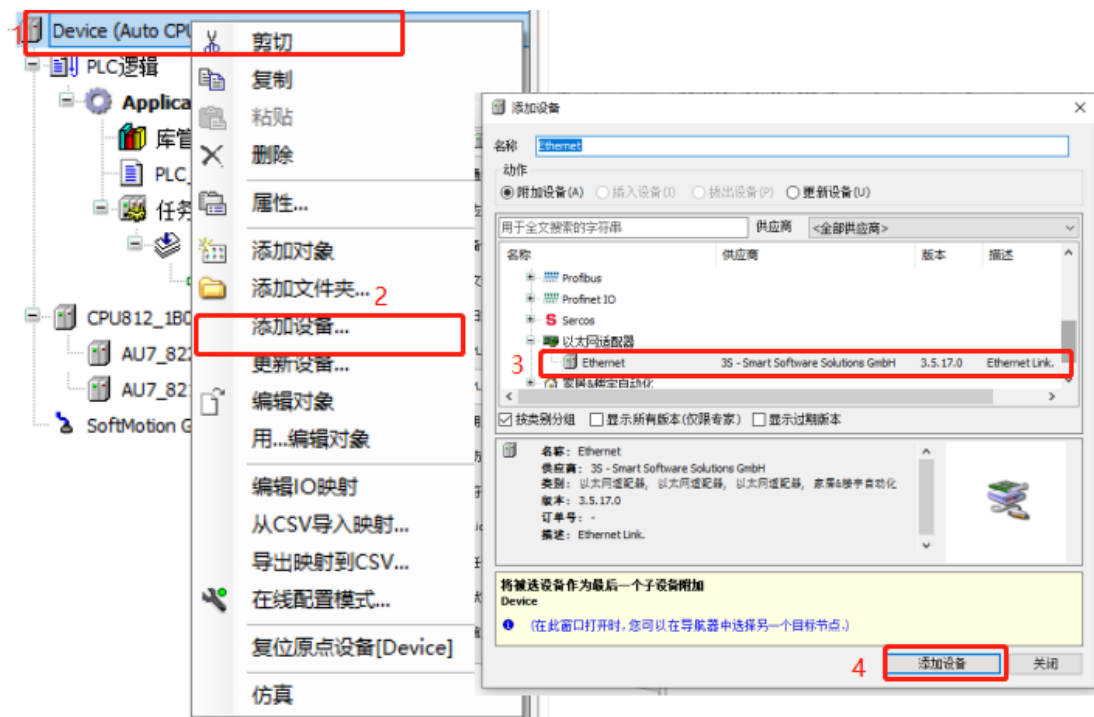 1
Device (Auto CPU
PLC逻辑
Applica
库管
PLC_
任务
CPU812_1B0
AU7_822
AU7_82
SoftMotion G
剪切
复制
粘贴
删除
属性...
添加对象
添加文件夹...
2
添加设备...
更新设备...
编辑对象
用...编辑对象
编辑IO映射
从CSV导入映射...
导出映射到CSV...
在线配置模式...
复位原点设备[Device]
仿真
添加设备
名称 Ethernet
动作
附加设备(A) 插入设备(I) 拔出设备(P) 更新设备(U)
用于全文搜索的字符串 供应商 <全部供应商>
名称 供应商 版本 描述
Profibus
Profinet IO
Sercos
以太网适配器
3
Ethernet 3S - Smart Software Solutions GmbH 3.5.17.0 Ethernet Link.
家居&楼宇自动化
按类别分组 显示所有版本(仅限专家) 显示过期版本
名称: Ethernet
供应商: 3S - Smart Software Solutions GmbH
类别: 以太网适配器, 以太网适配器, 以太网适配器, 家居&楼宇自动化
版本: 3.5.17.0
订单号: -
描述: Ethernet Link.
将被选设备作为最后一个子设备附加
Device
(在此窗口打开时,您可以在导航器中选择另一个目标节点.)
4
添加设备 关闭